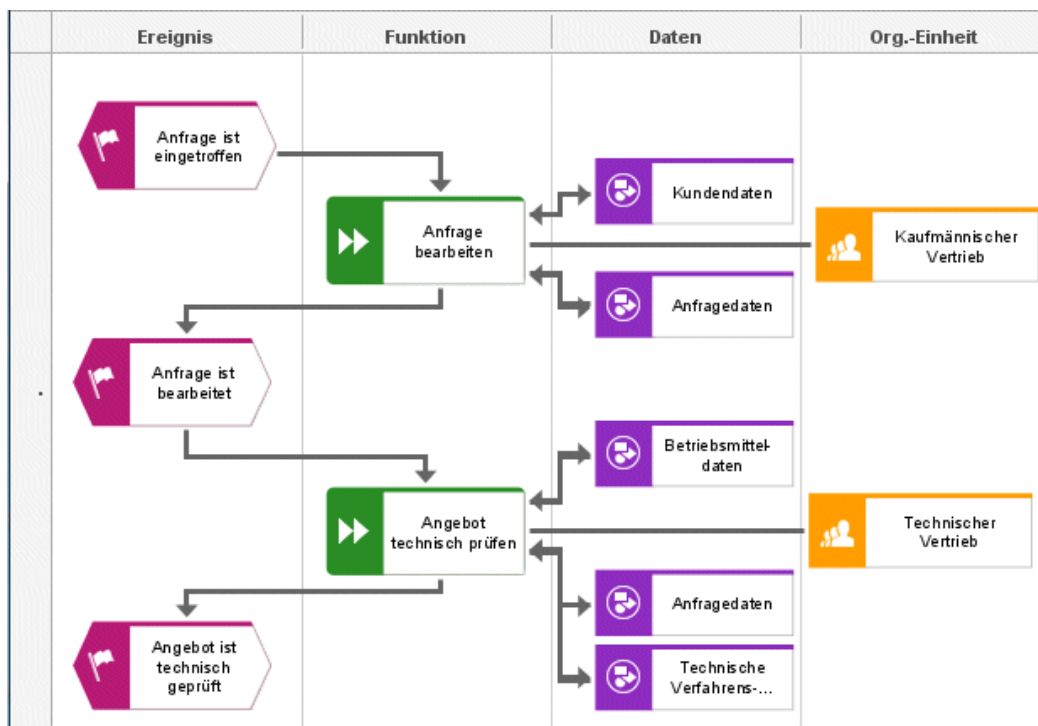 Ereignis
Funktion
Daten
Org.-Einheit
Anfrage ist
eingetroffen
Kundendaten
Anfrage
bearbeiten
Kaufmännischer
Vertrieb
Anfragedaten
Anfrage ist
bearbeitet
Betriebsmittel-
daten
Angebot
technisch prüfen
Technischer
Vertrieb
Anfragedaten
Angebot ist
technisch
geprüft
Technische
Verfahrens-...